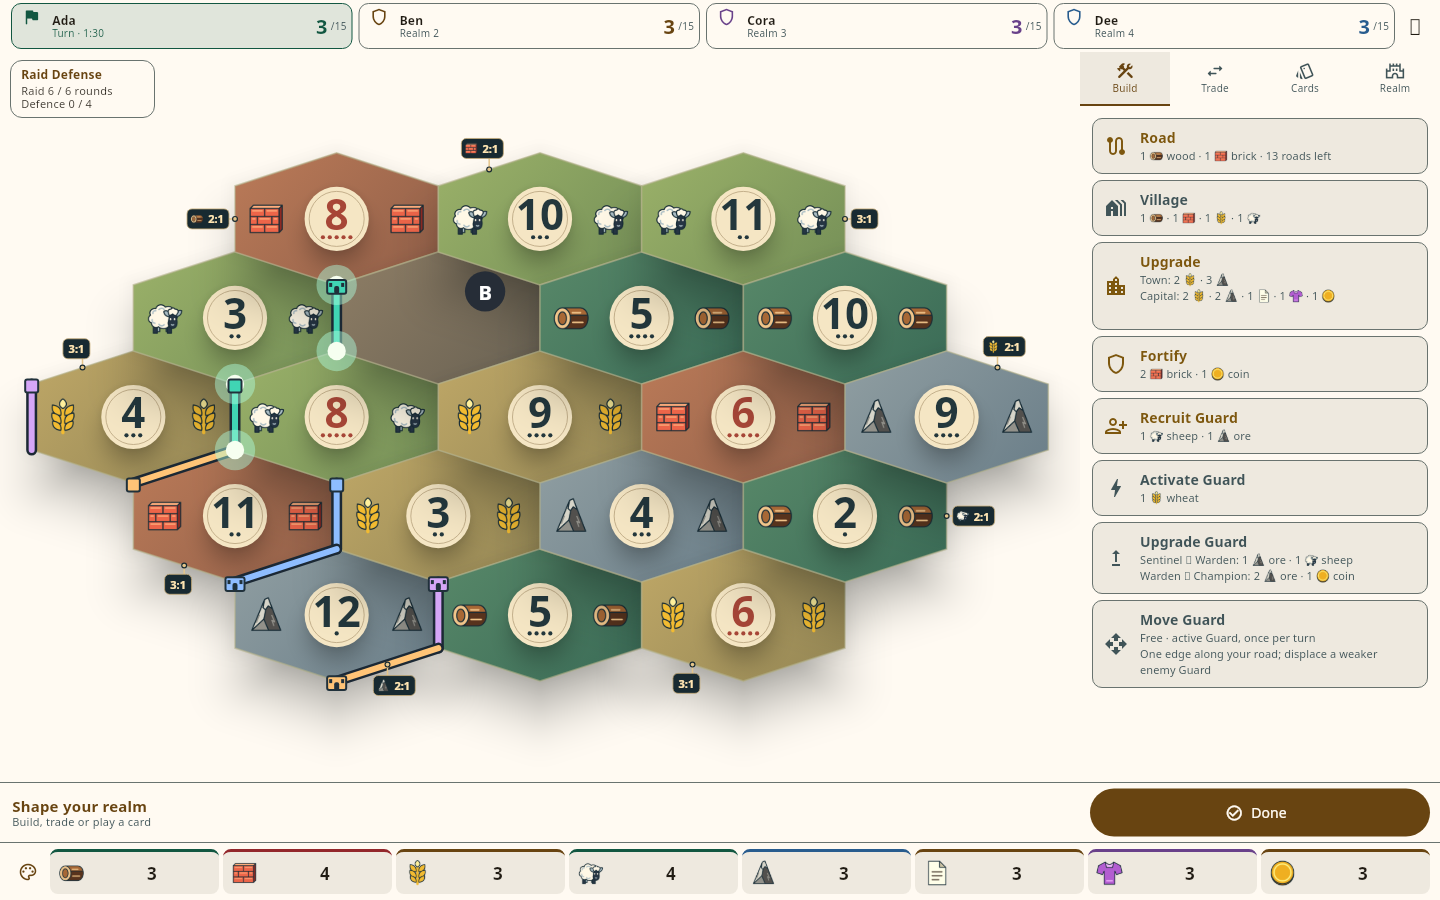 Ada
Turn · 1:30
3 /15
Ben
Realm 2
3 /15
Cora
Realm 3
3 /15
Dee
Realm 4
3 /15
Raid Defense
Raid 6 / 6 rounds
Defence 0 / 4
Build
Trade
Cards
Realm
2:1
2:1
8
10
11
3:1
3
B
5
10
3:1
2:1
4
8
9
6
9
11
3
4
2
2:1
3:1
12
5
6
2:1
3:1
Road
1 wood · 1 brick · 13 roads left
Village
1 · 1 · 1 · 1
Upgrade
Town: 2 · 3
Capital: 2 · 2 · 1 · 1 · 1
Fortify
2 brick · 1 coin
Recruit Guard
1 sheep · 1 ore
Activate Guard
1 wheat
Upgrade Guard
Sentinel Warden: 1 ore · 1 sheep
Warden Champion: 2 ore · 1 coin
Move Guard
Free · active Guard, once per turn
One edge along your road; displace a weaker
enemy Guard
Shape your realm
Build, trade or play a card
Done
3
4
3
4
3
3
3
3